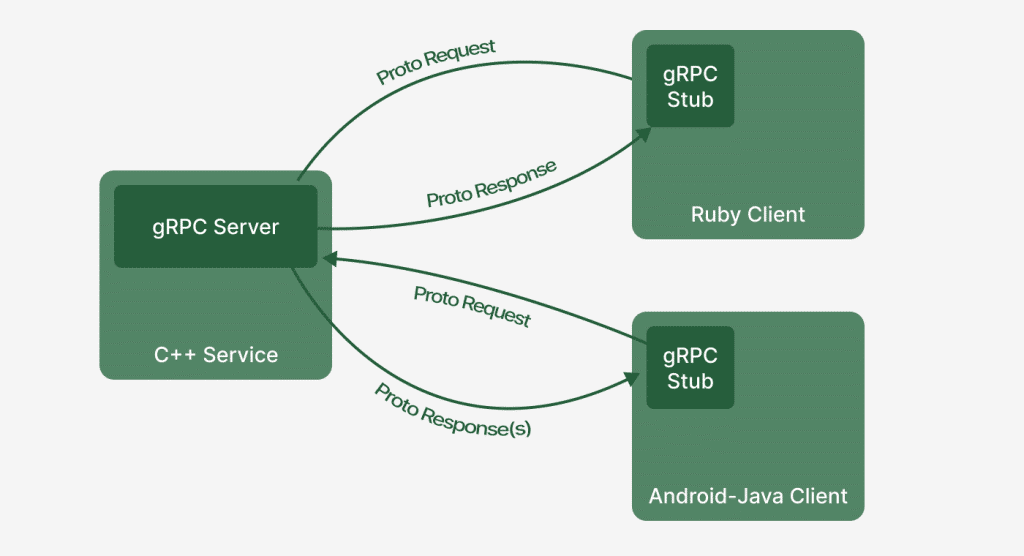 Proto Request
gRPC
Stub
Ruby Client
Proto Response
gRPC Server
C++ Service
Proto Request
Proto Response(s)
gRPC
Stub
Android-Java Client